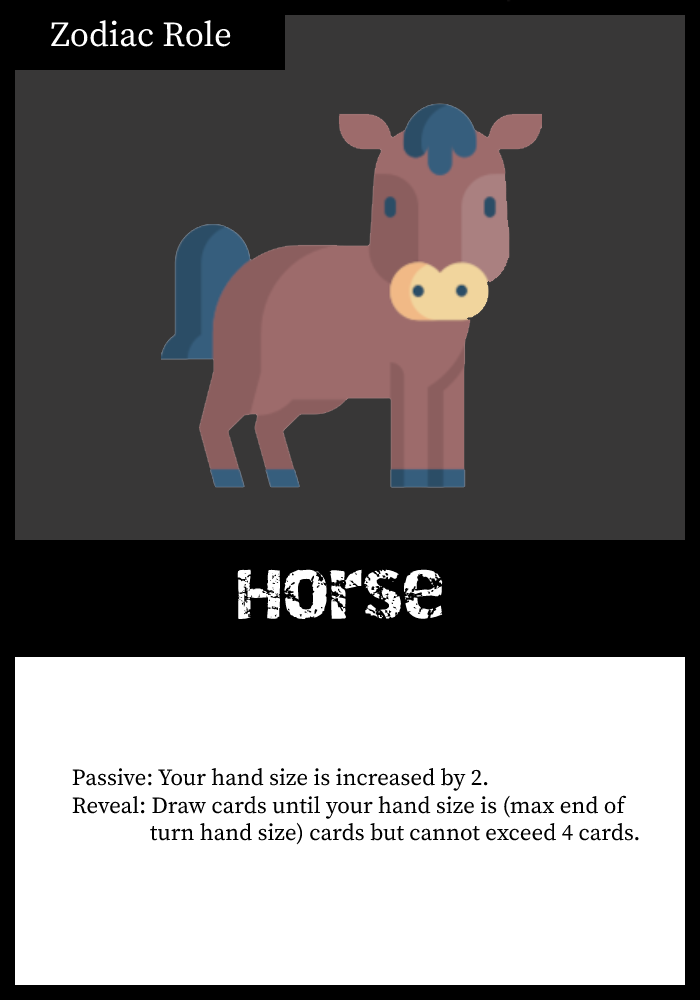 Zodiac Role
Horse
Passive: Your hand size is increased by 2.
Reveal: Draw cards until your hand size is (max end of
turn hand size) cards but cannot exceed 4 cards.